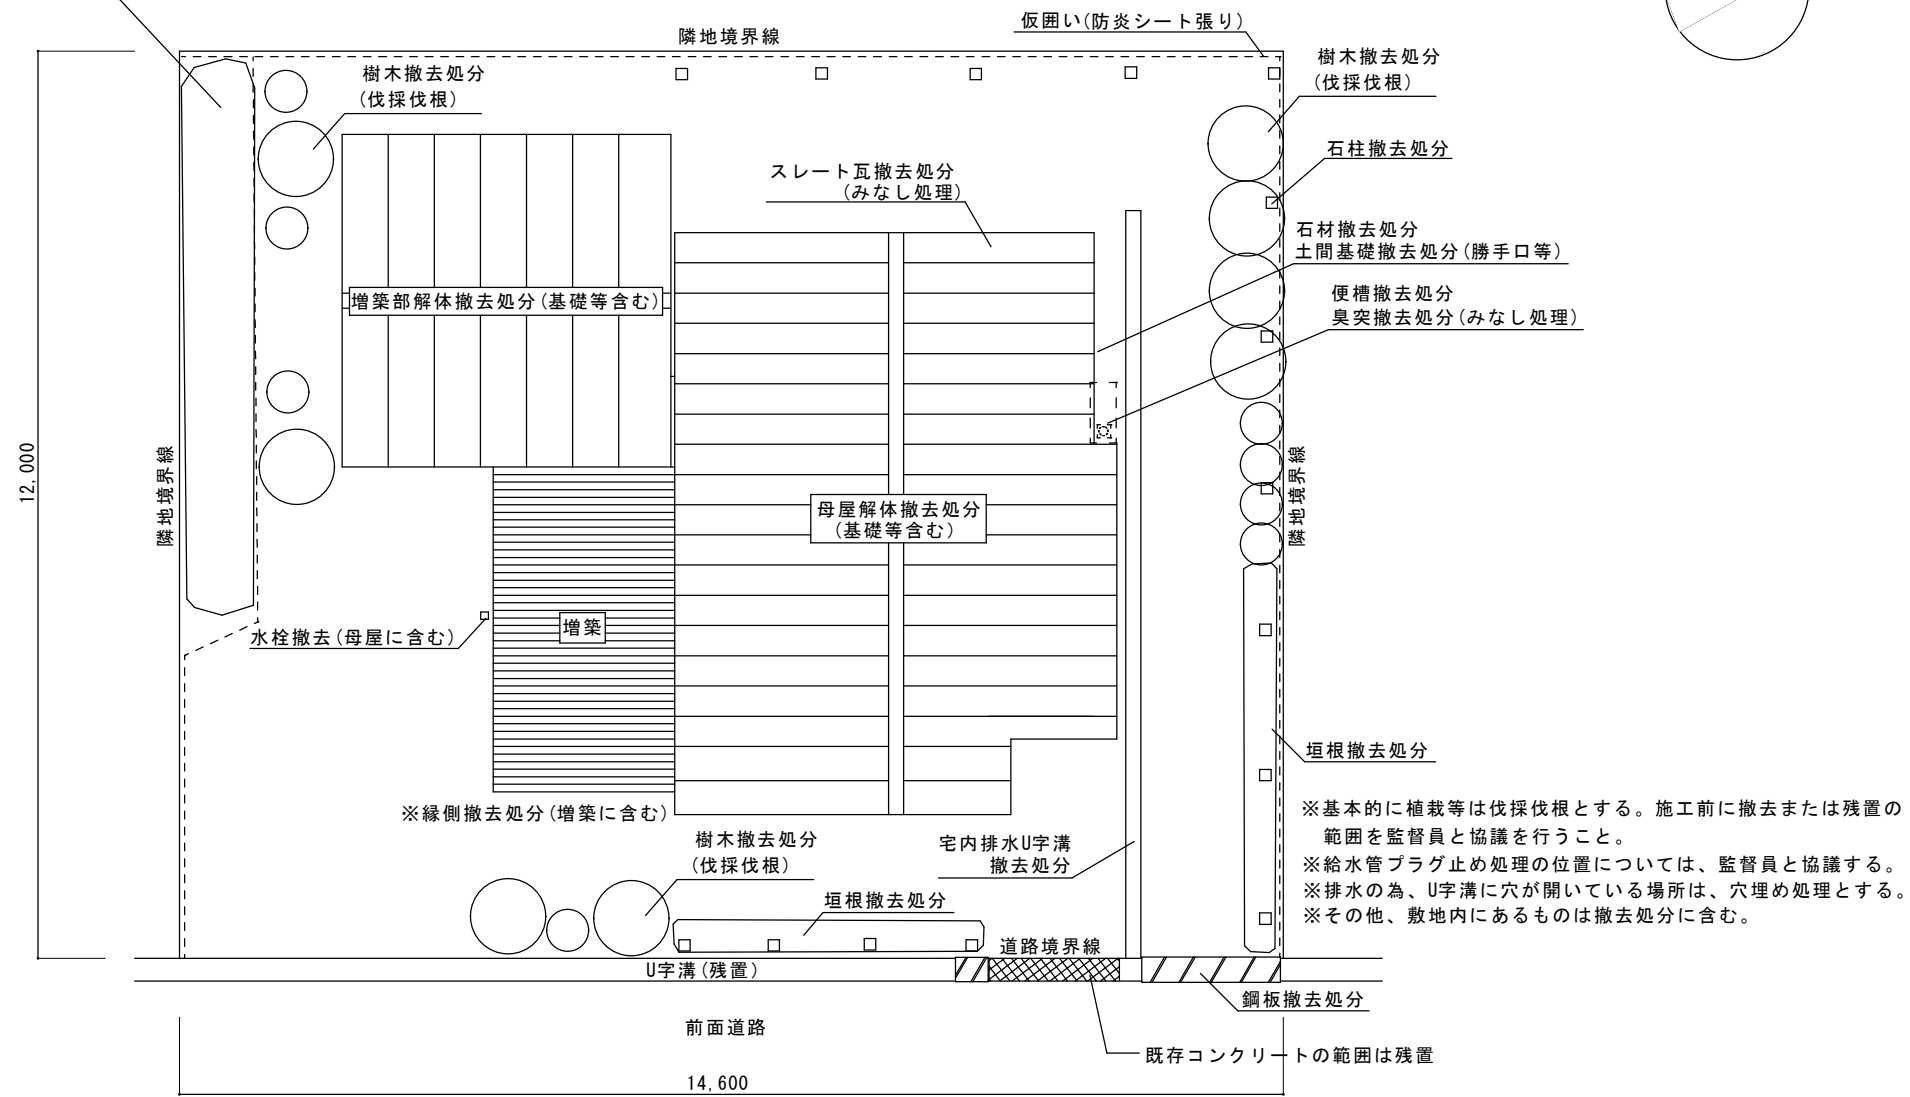 仮囲い(防炎シート張り)
隣地境界線
樹木撤去処分
(伐採伐根)
樹木撤去処分
(伐採伐根)
石柱撤去処分
スレート瓦撤去処分
(みなし処理)
石材撤去処分
土間基礎撤去処分(勝手口等)
便槽撤去処分
臭突撤去処分(みなし処理)
増築部解体撤去処分(基礎等含む)
12,000
隣地境界線
隣地境界線
母屋解体撤去処分
(基礎等含む)
増築
水栓撤去(母屋に含む)
垣根撤去処分
※縁側撤去処分(増築に含む)
樹木撤去処分
(伐採伐根)
宅内排水U字溝
撤去処分
垣根撤去処分
※基本的に植栽等は伐採伐根とする。施工前に撤去または残置の
範囲を監督員と協議を行うこと。
※給水管プラグ止め処理の位置については、監督員と協議する。
※排水の為、U字溝に穴が開いている場所は、穴埋め処理とする。
※その他、敷地内にあるものは撤去処分に含む。
道路境界線
U字溝(残置)
鋼板撤去処分
前面道路
既存コンクリートの範囲は残置
14,600